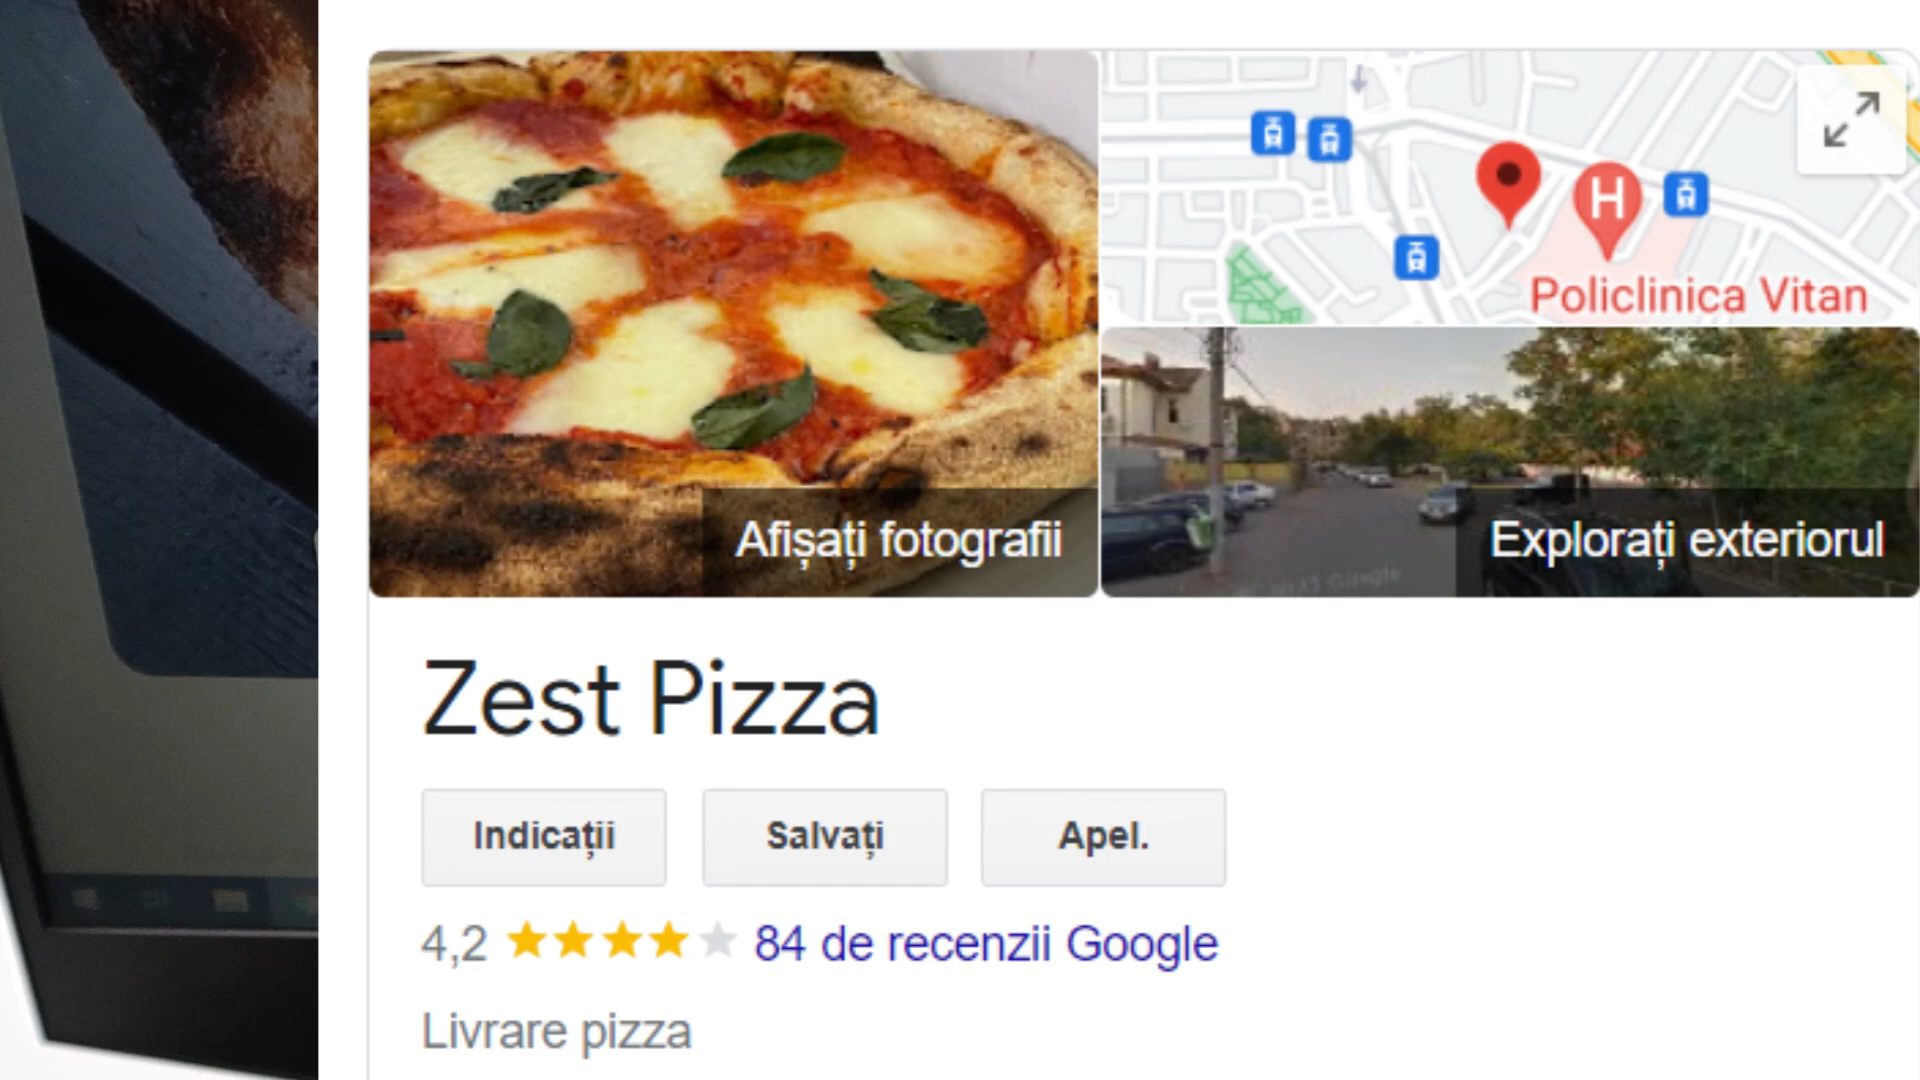 Policlinica Vitan
Afișați fotografii
Explorați exteriorul
Zest Pizza
Indicații
Salvați
Apel.
4,2
84 de recenzii Google
Livrare pizza